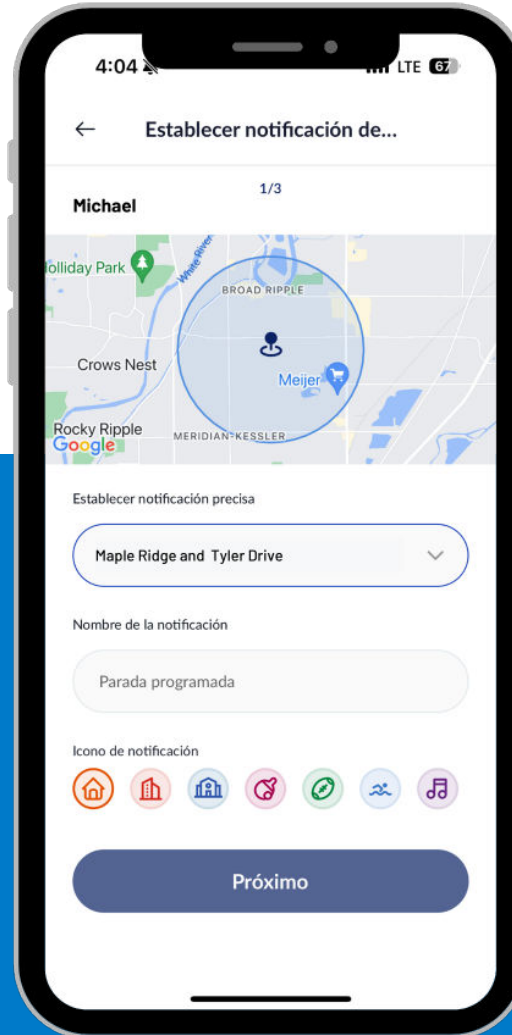 4:04
LTE 67
Establecer notificación de...
1/3
Michael
Holliday Park
White River
BROAD RIPPLE
Crows Nest
Meijer
Rocky Ripple
Google
MERIDIAN-KESSLER
Establecer notificación precisa
Maple Ridge and Tyler Drive
Nombre de la notificación
Parada programada
Icono de notificación
Próximo